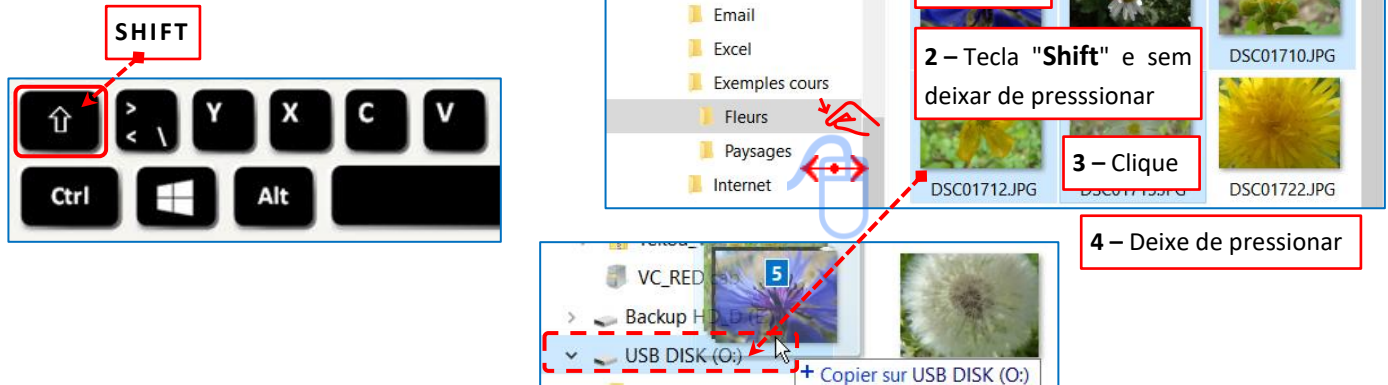 SHIFT
>
< \
Y
X
C
V
Ctrl
Alt
Email
Excel
Exemples cours
Fleurs
Paysages
Internet
DSC01710.JPG
2 – Tecla "Shift" e sem
deixar de presssionar
3 – Clique
DSC01712.JPG
DSC01722.JPG
4 – Deixe de pressionar
VC_RED
5
Backup HD_D (E:)
USB DISK (O:)
+ Copier sur USB DISK (O:)